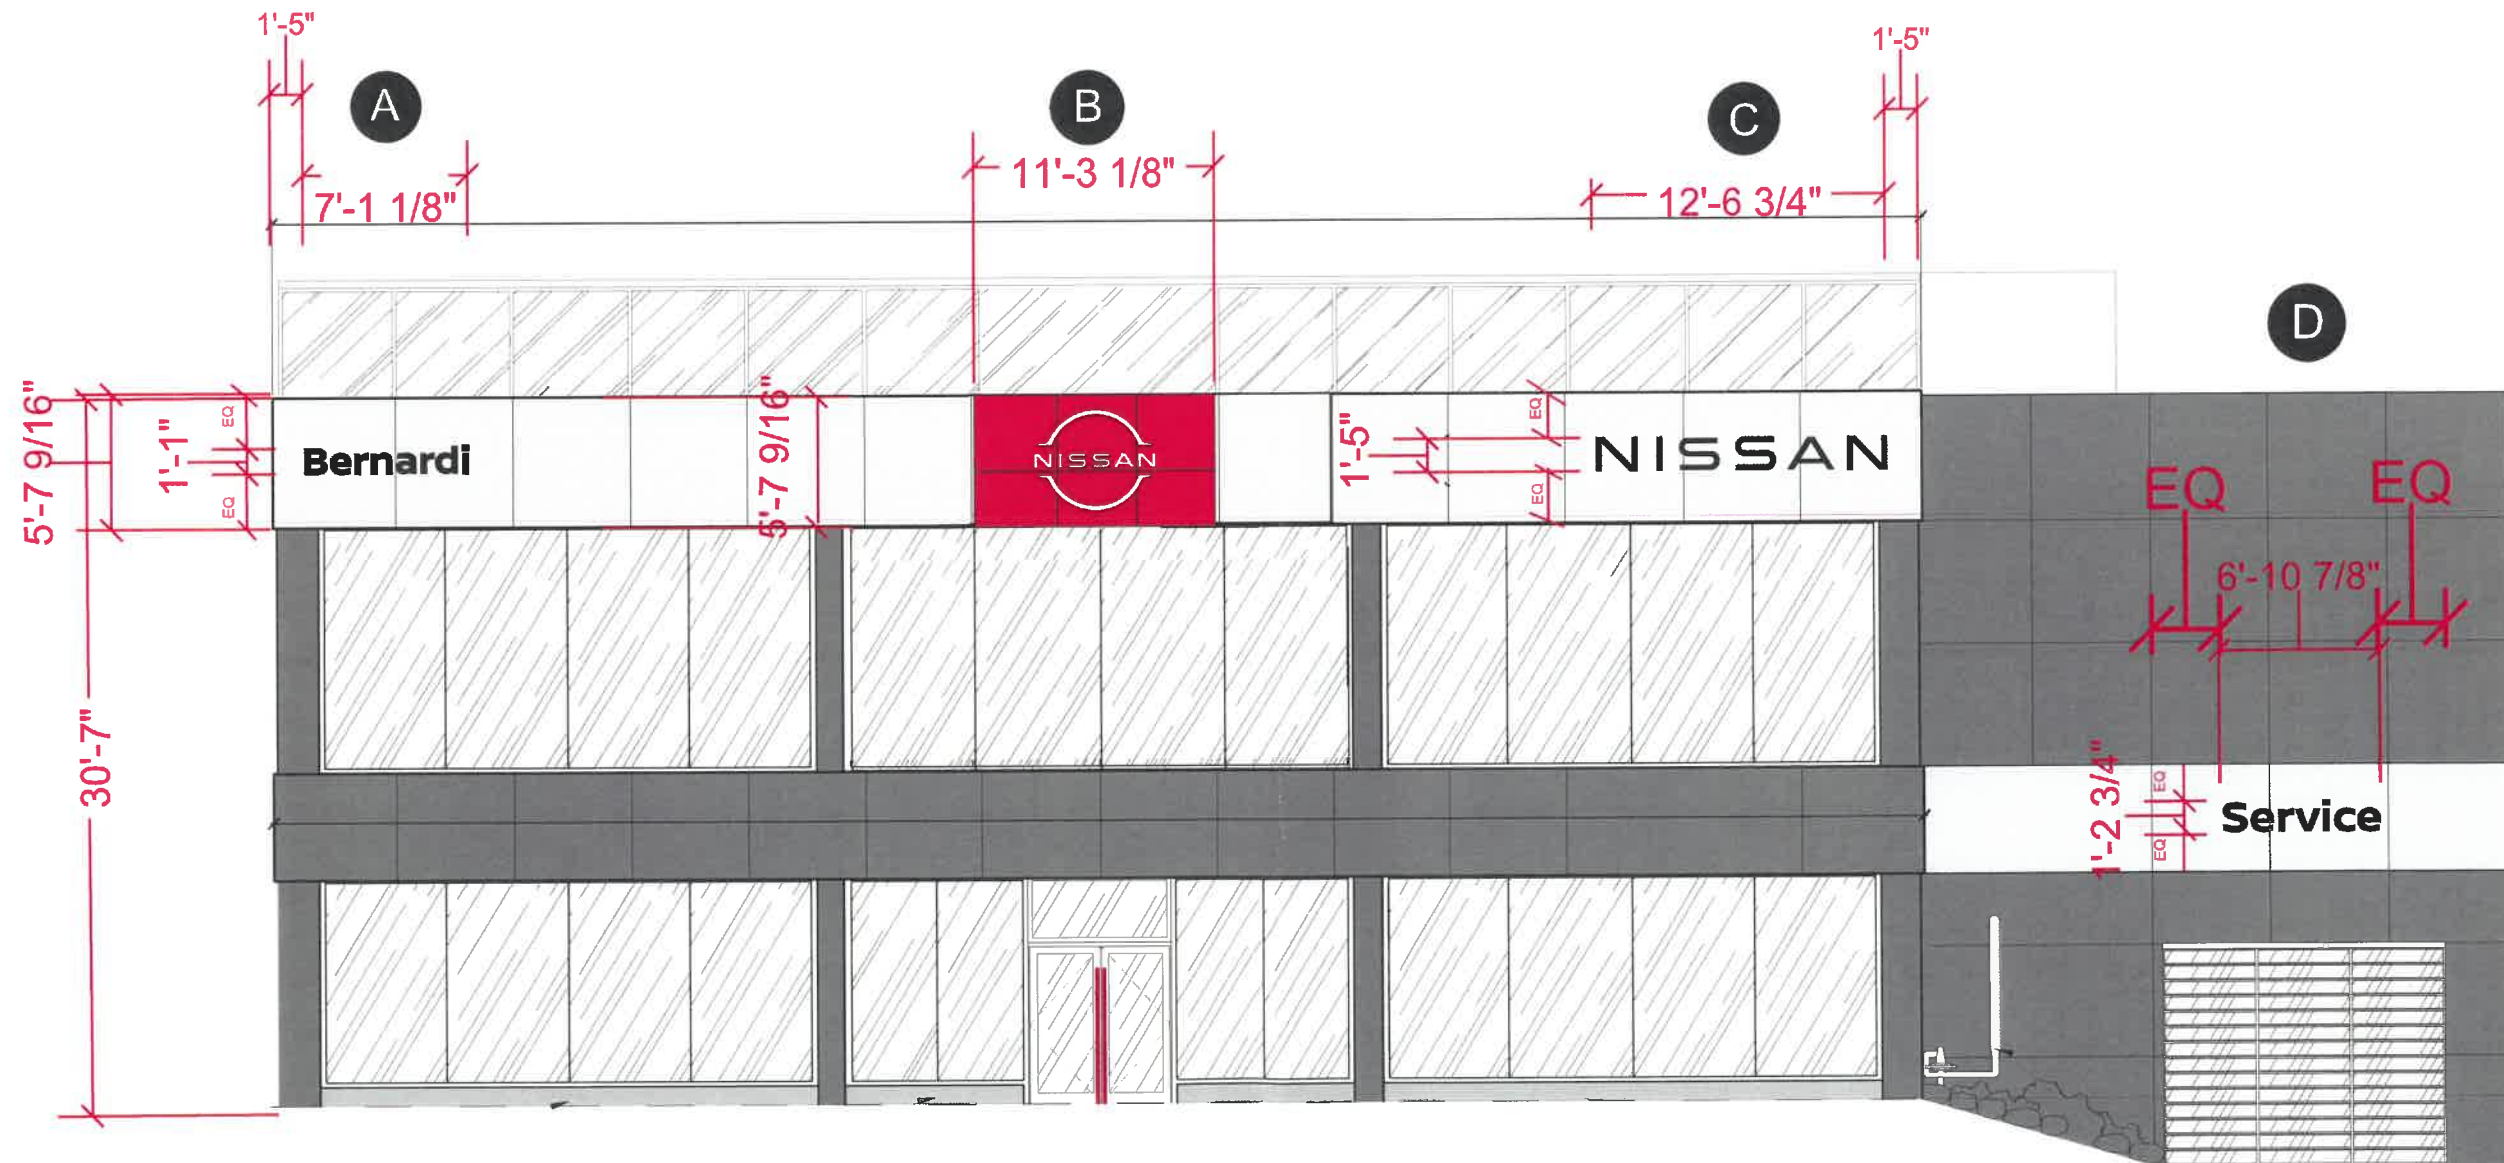 1'-5"
1'-5"
A
B
C
11'-3 1/8"
7'-1 1/8"
12'-6 3/4"
D
5'-7 9/16"
1'-1"
EQ
EQ
Bernardi
5'-7 9/16"
NISSAN
1'-5"
EQ
EQ
NISSAN
EQ
EQ
6'-10 7/8"
30'-7"
1'-2 3/4"
EQ
EQ
Service